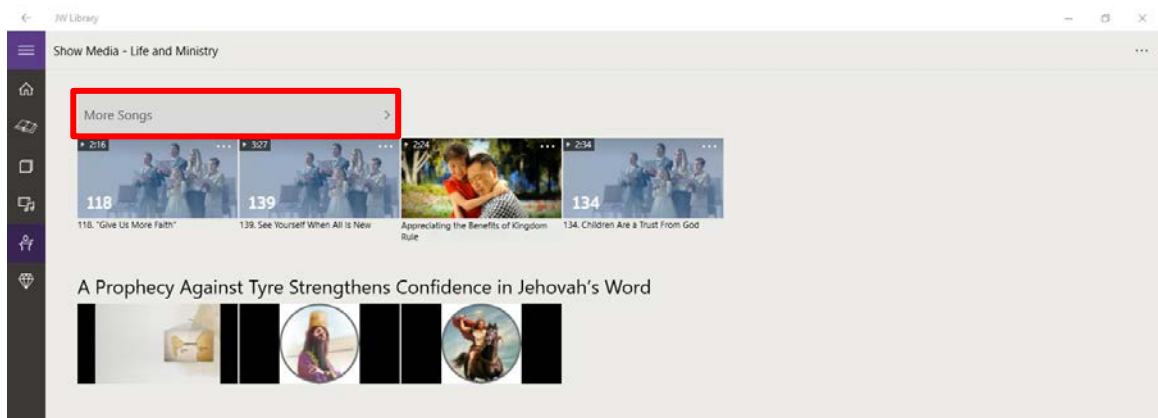 JW Library
Show Media - Life and Ministry
More Songs
2:16
3:27
2:24
2:34
118
139
134
118. "Give Us More Faith"
139. See Yourself When All Is New
Appreciating the Benefits of Kingdom
Rule
134. Children Are a Trust From God
A Prophecy Against Tyre Strengthens Confidence in Jehovah's Word